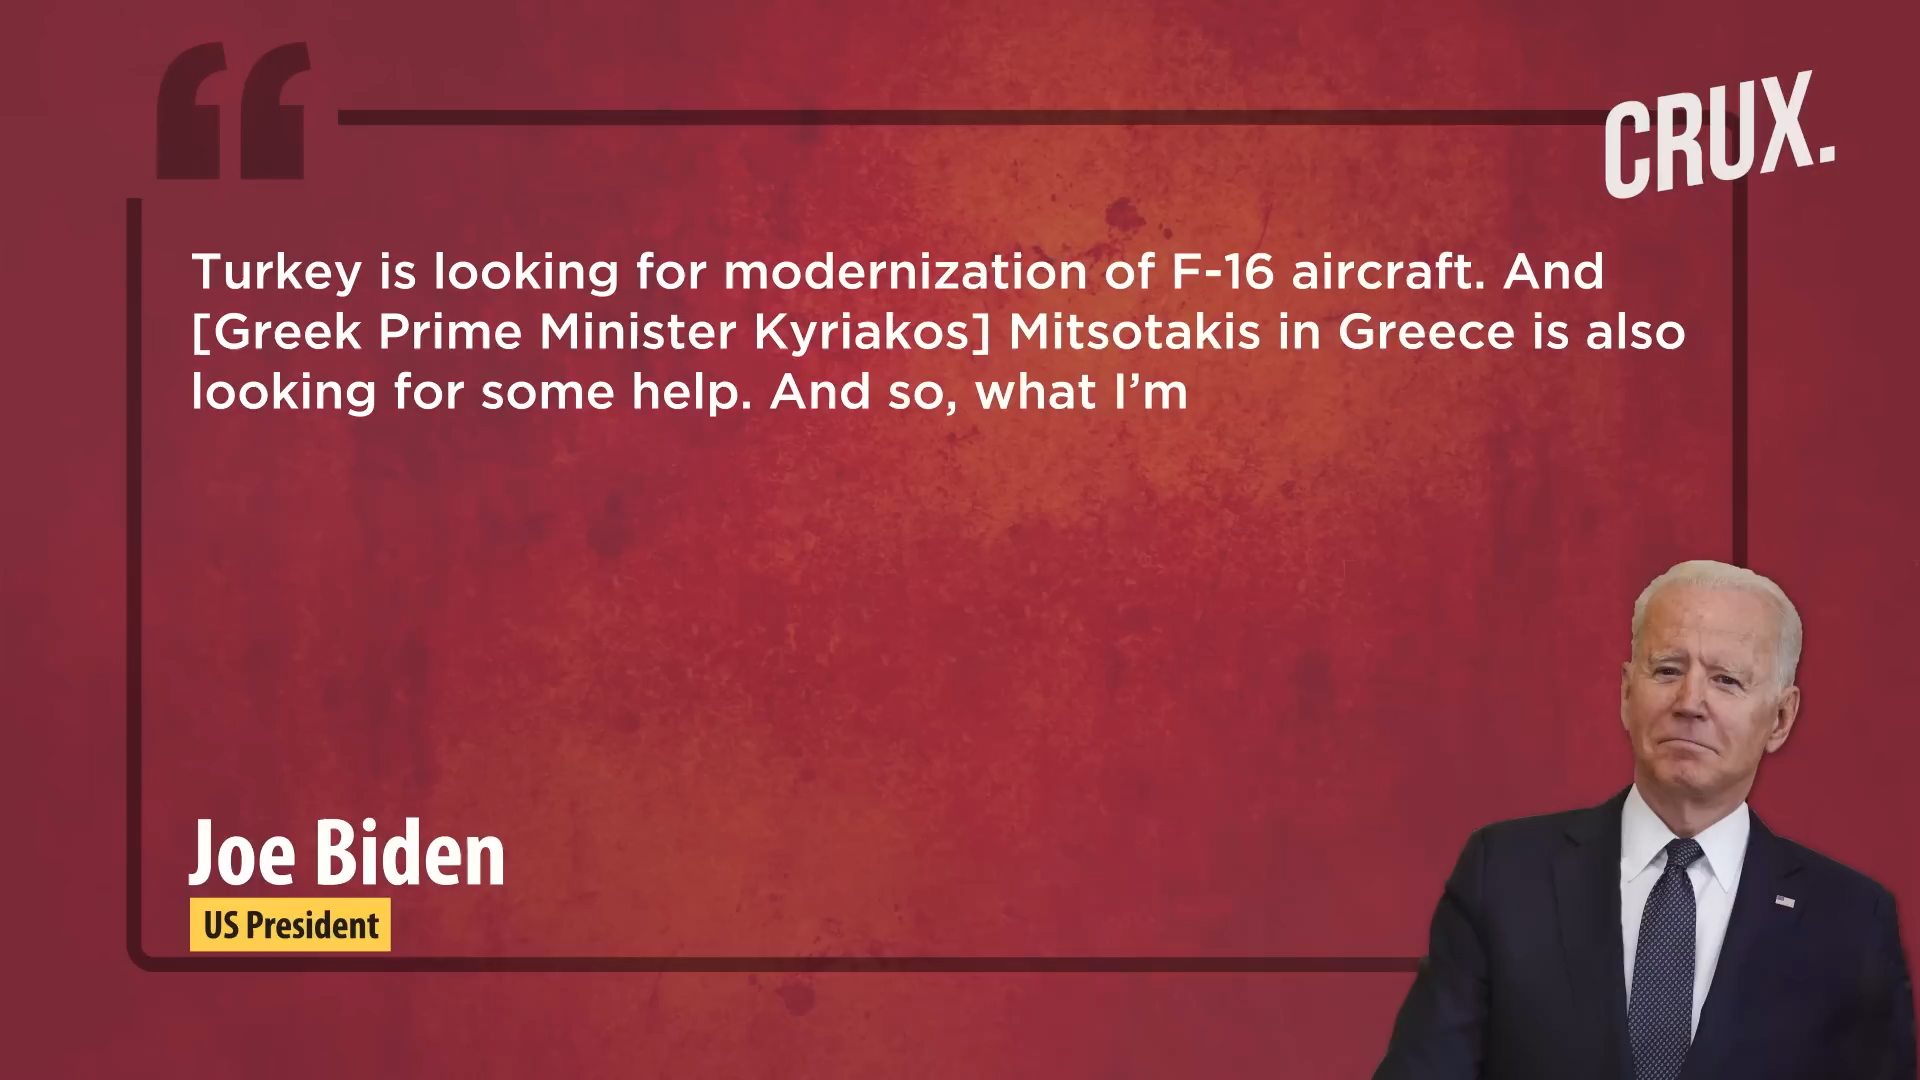 CRUX.
Turkey is looking for modernization of F-16 aircraft. And
[Greek Prime Minister Kyriakos] Mitsotakis in Greece is also
looking for some help. And so, what I’m
Joe Biden
US President